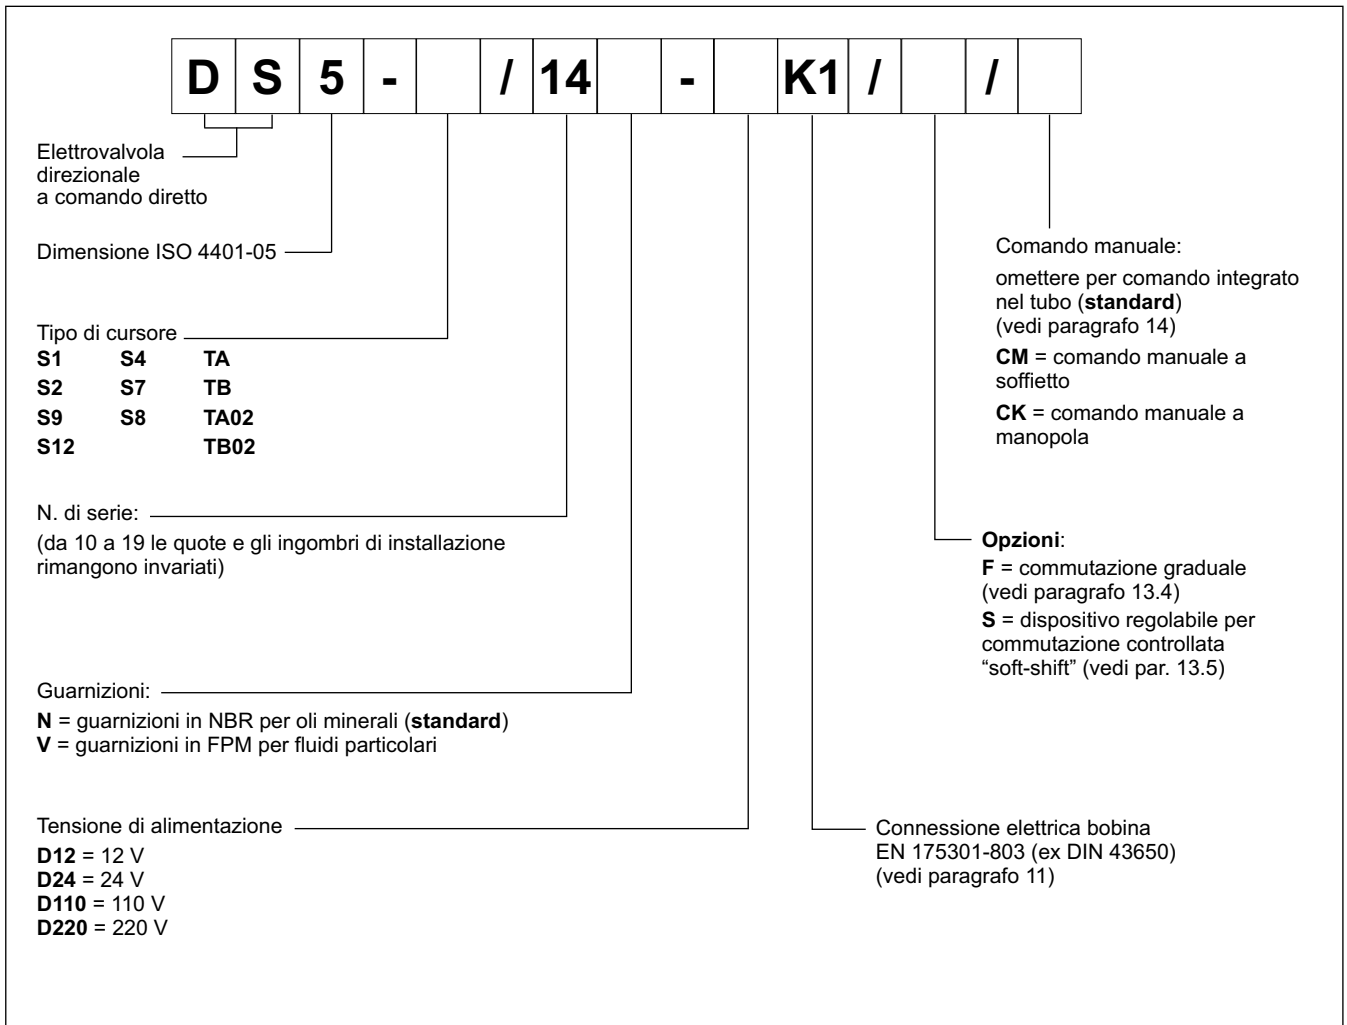 D S 5 - / 14 - K1 / /
Elettrovalvola
direzionale
a comando diretto
Dimensione ISO 4401-05
Tipo di cursore
S1 S4 TA
S2 S7 TB
S9 S8 TA02
S12 TB02
N. di serie:
(da 10 a 19 le quote e gli ingombri di installazione
rimangono invariati)
Guarnizioni:
N = guarnizioni in NBR per oli minerali (standard)
V = guarnizioni in FPM per fluidi particolari
Tensione di alimentazione
D12 = 12 V
D24 = 24 V
D110 = 110 V
D220 = 220 V
Comando manuale:
omettere per comando integrato
nel tubo (standard)
(vedi paragrafo 14)
CM = comando manuale a
soffietto
CK = comando manuale a
manopola
Opzioni:
F = commutazione graduale
(vedi paragrafo 13.4)
S = dispositivo regolabile per
commutazione controllata
“soft-shift” (vedi par. 13.5)
Connessione elettrica bobina
EN 175301-803 (ex DIN 43650)
(vedi paragrafo 11)